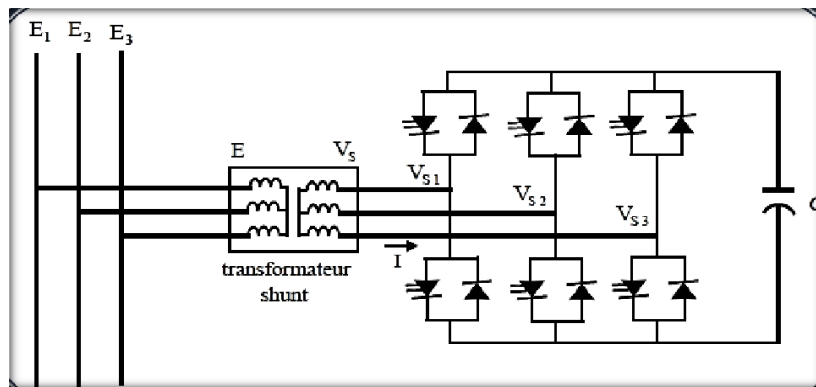 E1 E2 E3
E VS
VS1
VS2
VS3
I
transformateur
shunt